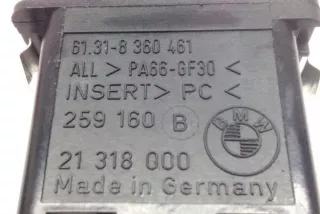 61.31-8 360 461
ALL > PA66-GF30 <
INSERT > PC <
259 160 B
BMW
21 318 000
Made in Germany